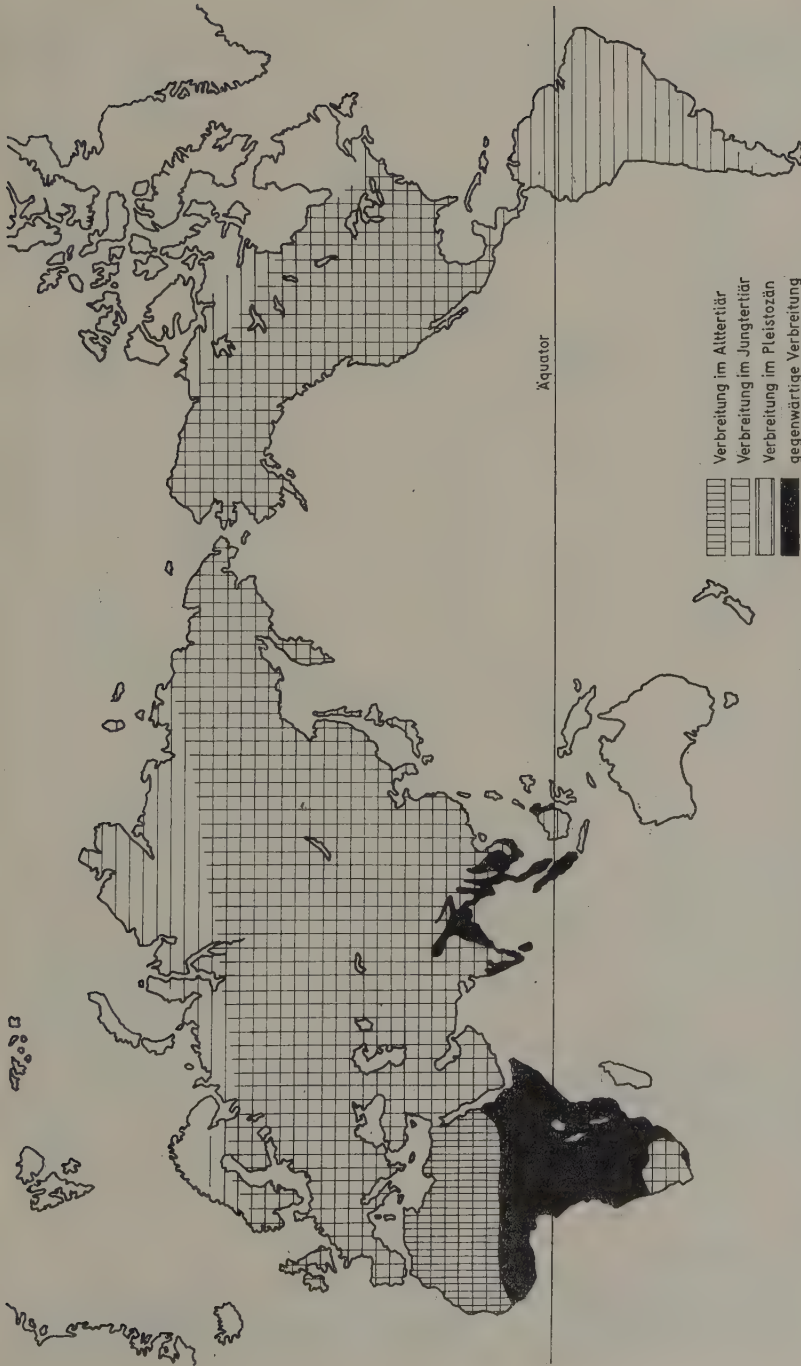 Äquator
Verbreitung im Alttertiär
Verbreitung im Jungtertiär
Verbreitung im Pleistozän
gegenwärtige Verbreitung